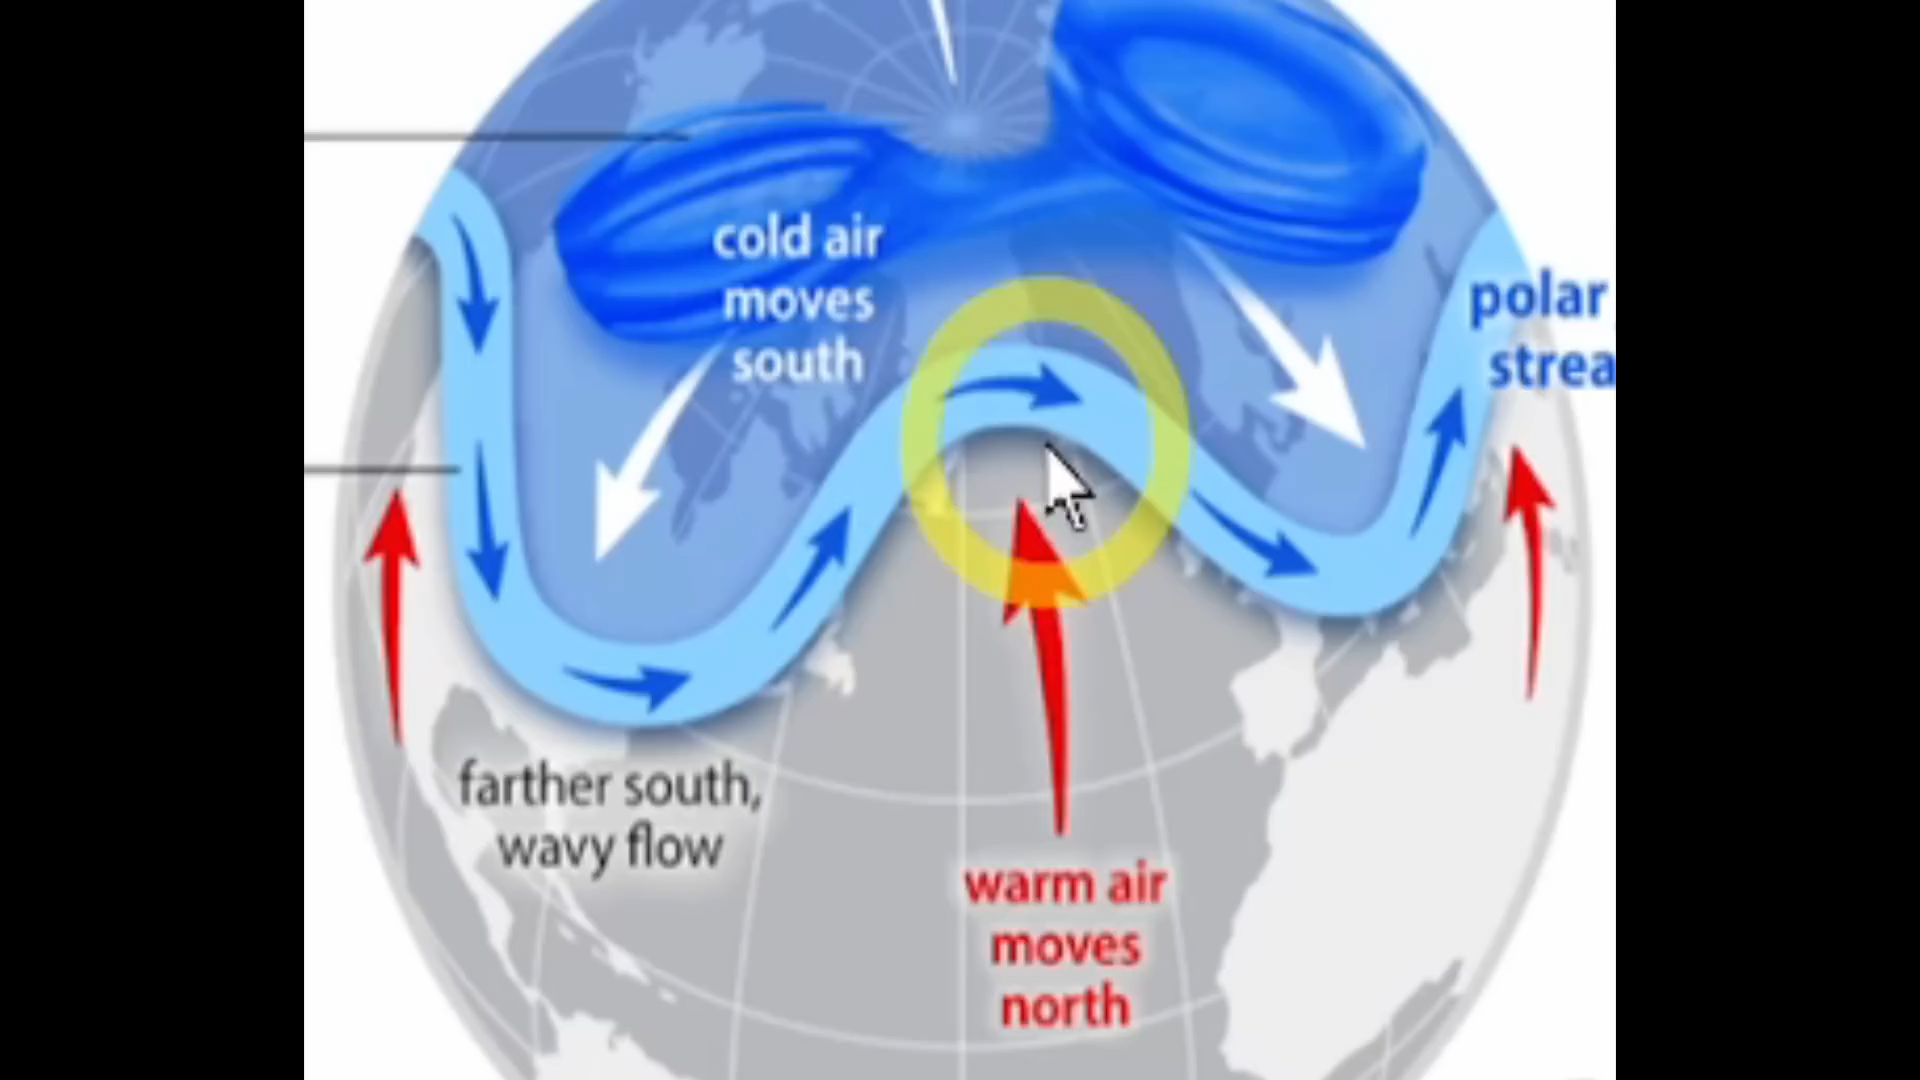 cold air
moves
south
polar
strea
farther south,
wavy flow
warm air
moves
north